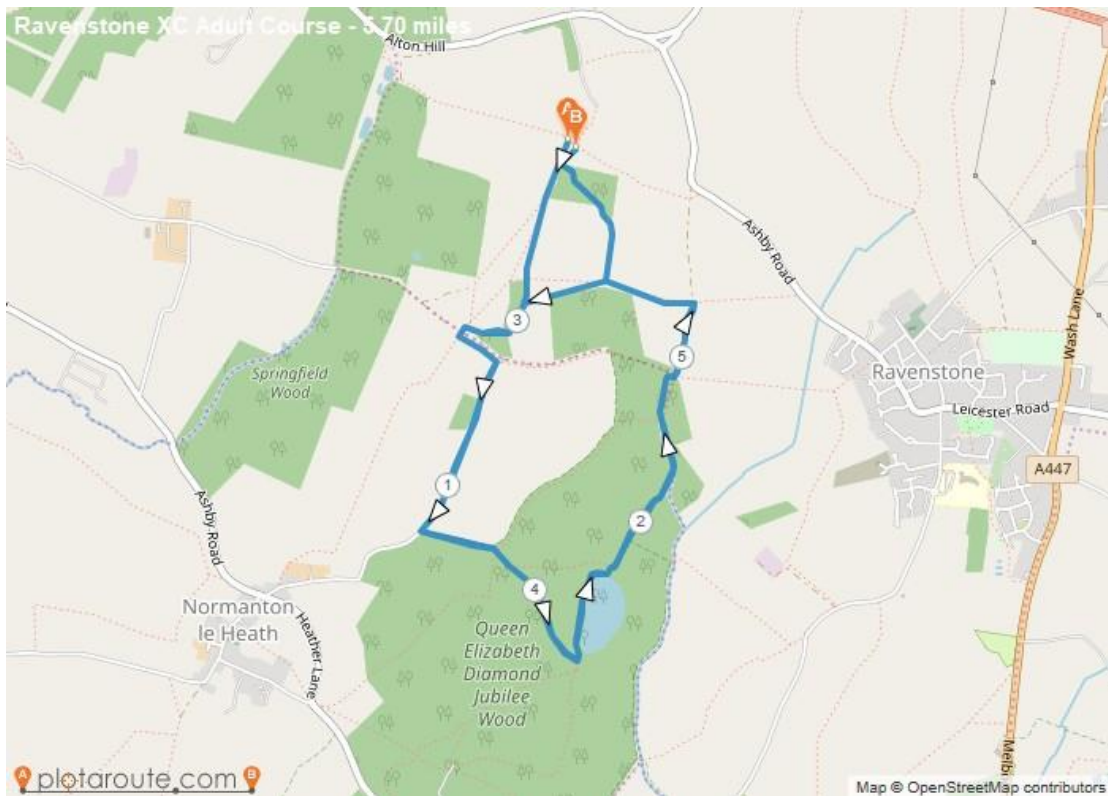 Ravenstone XC Adult Course - 5.70 miles
Alton Hill
A
B
Ashby Road
Wash Lane
3
5
Springfield
Wood
Ravenstone
Leicester Road
A447
1
2
Ashby Road
4
Normanton
le Heath
Heather Lane
Queen
Elizabeth
Diamond
Jubilee
Wood
Melb
A plotaroute.com B
Map © OpenStreetMap contributors